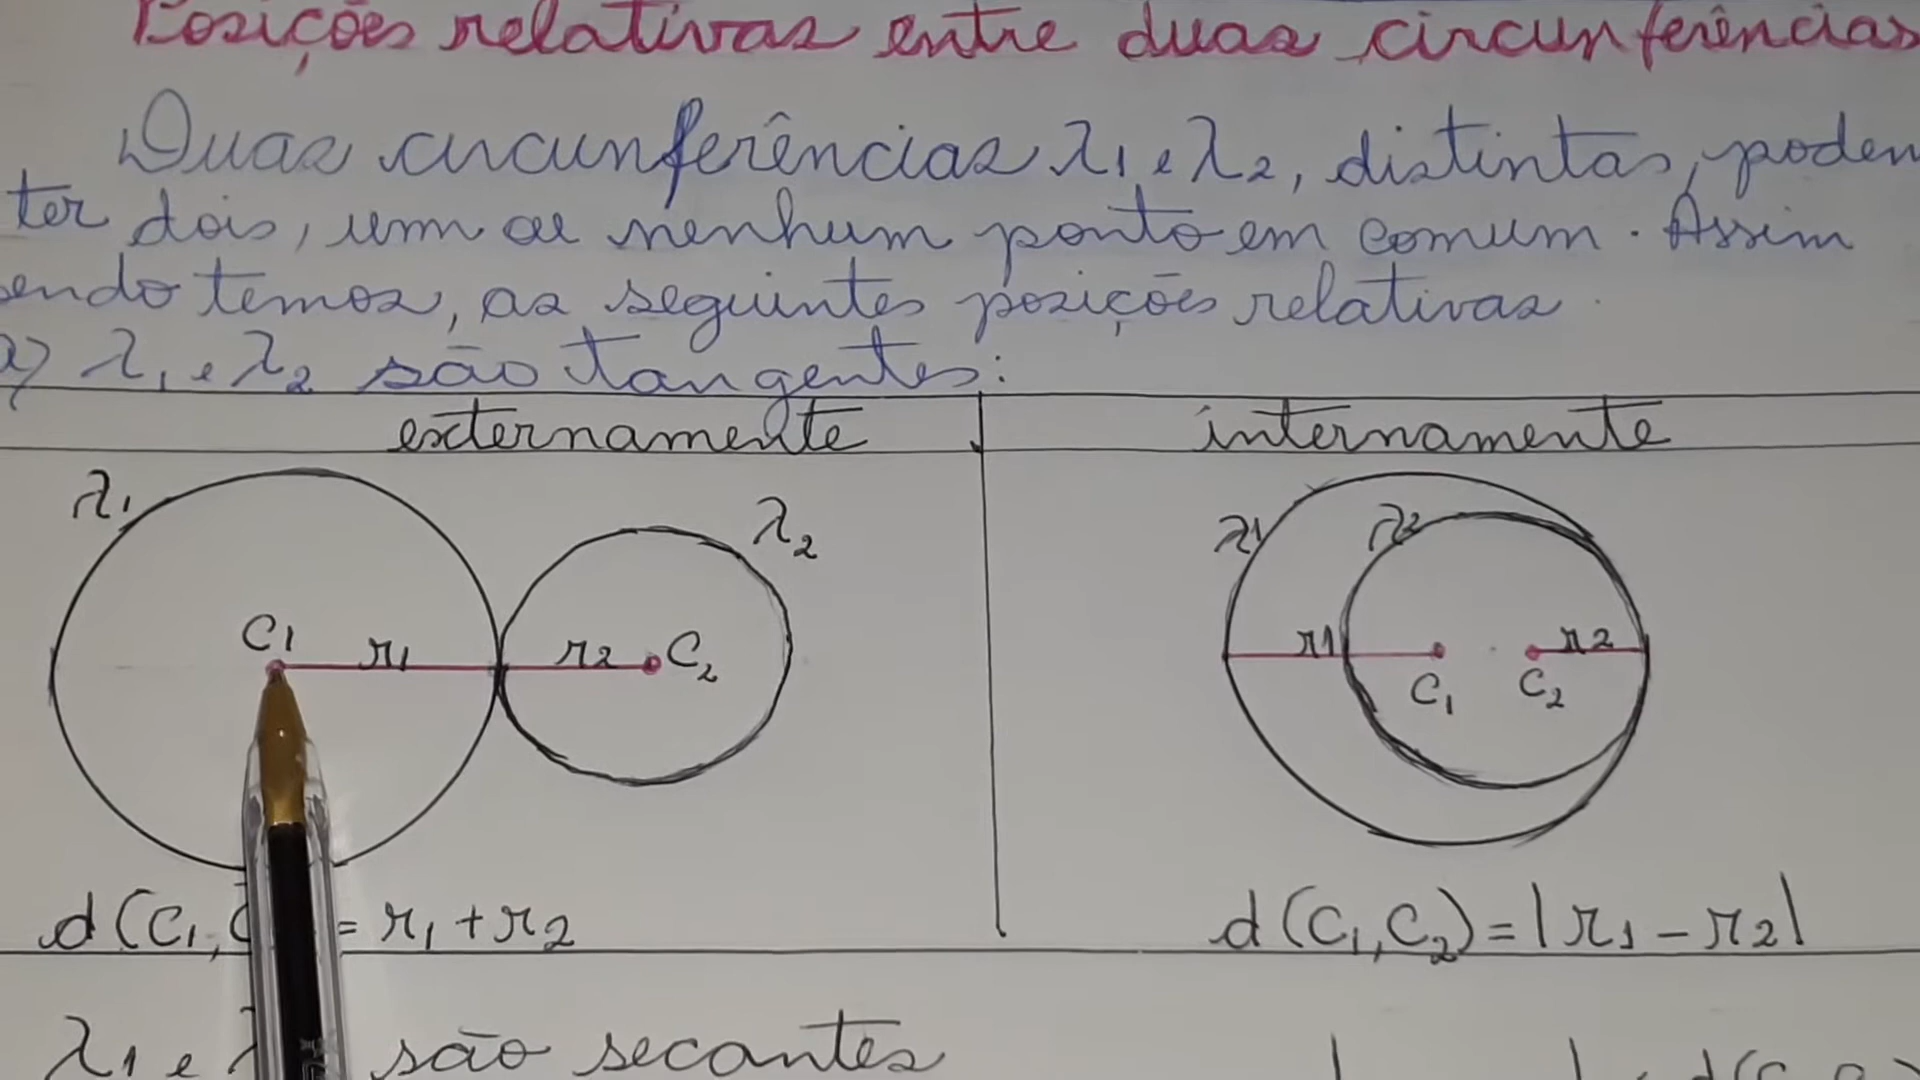 Posições relativas entre duas circunferências
Duas circunferências λ1 e λ2, distintas, podem
ter dois, um ou nenhum ponto em comum. Assim
sendo temos, as seguintes posições relativas.
a) λ1 e λ2 são tangentes:
externamente
internamente
λ1
λ2
C1
r1
r2
C2
λ1
λ2
r1
r2
C1
C2
d(C1, = r1 + r2
d(C1,C2) = |r1 - r2|
λ1 e são secantes